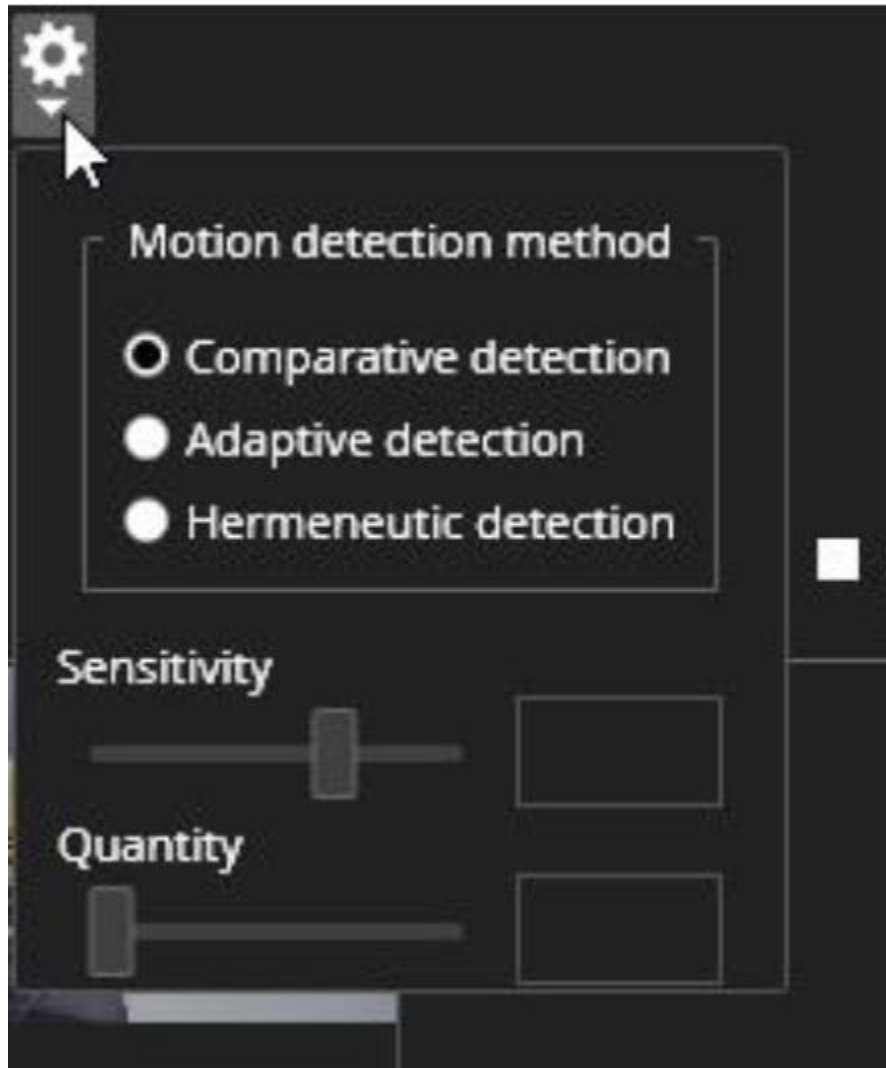 Motion detection method
Comparative detection
Adaptive detection
Hermeneutic detection
Sensitivity
Quantity